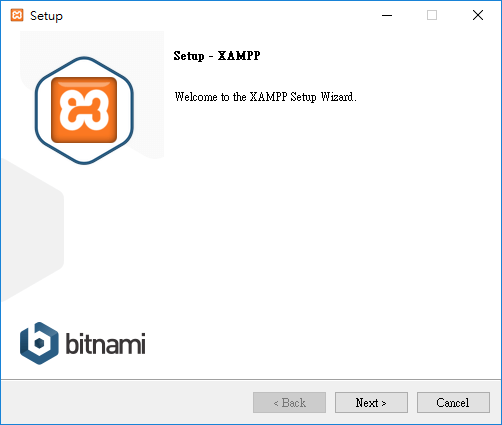 Setup
Setup - XAMPP
Welcome to the XAMPP Setup Wizard.
bitnami
< Back
Next >
Cancel